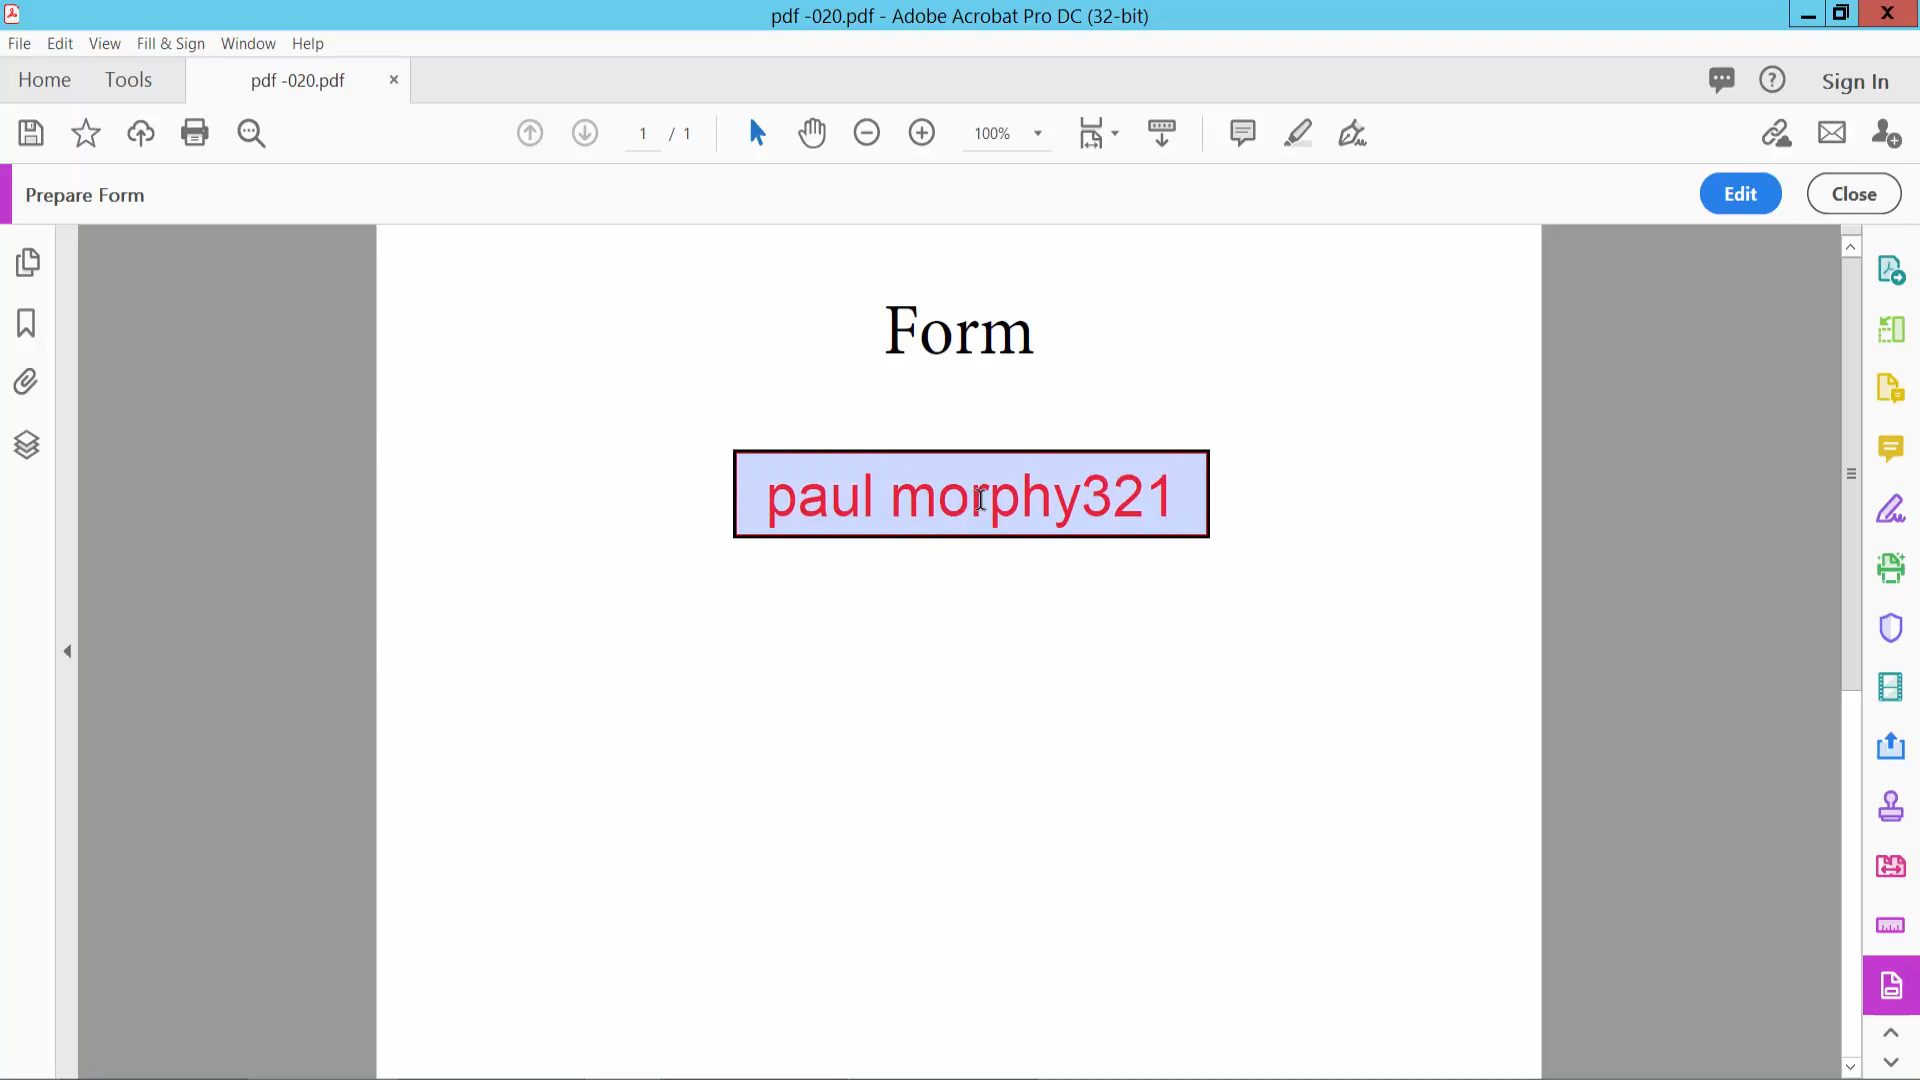 pdf -020.pdf - Adobe Acrobat Pro DC (32-bit)
File Edit View Fill & Sign Window Help
Home Tools pdf -020.pdf × Sign In
1 / 1 100%
Prepare Form Edit Close
Form
paul morphy321